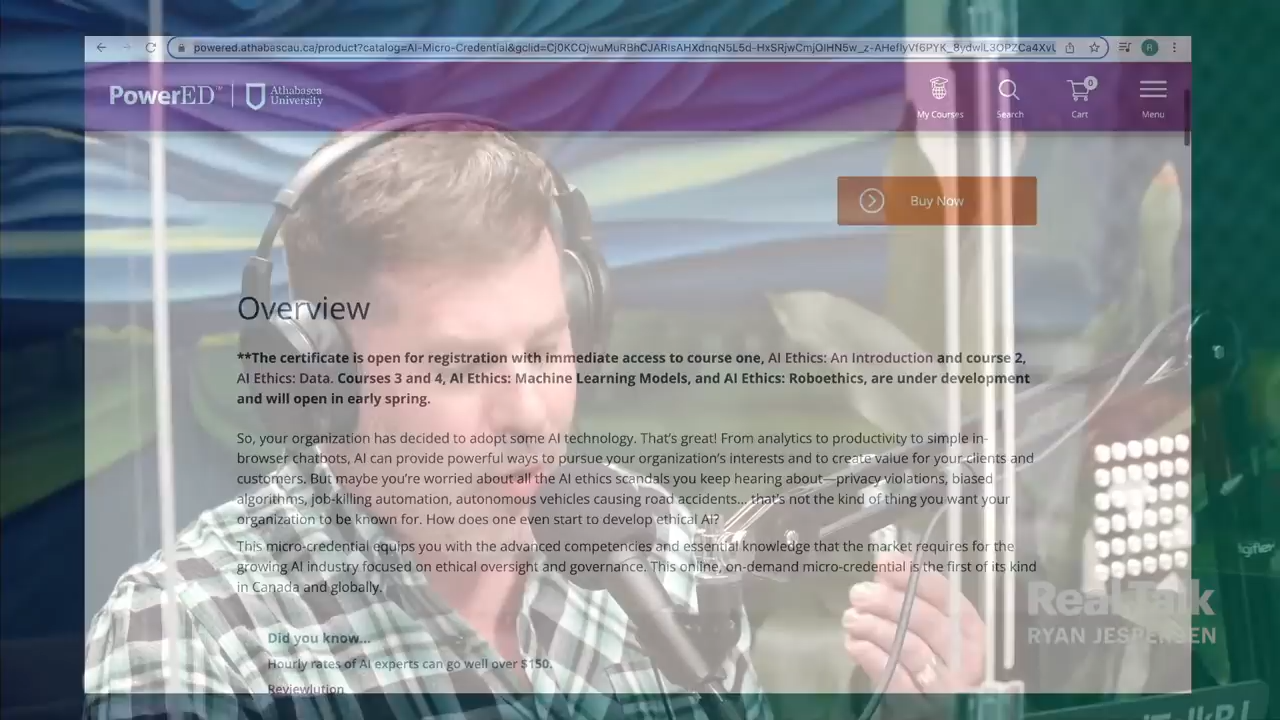 powered.athabascau.ca/product?catalog=AI-Micro-Credential&gclid=Cj0KCQjwuMuRBhCJARIsAHXdnqN5L5d-HxSRjwCmjOIHN5w_z-AHeflyVf6PYK_8ydwlL3OPZCa4XvU
R
PowerED™ | Athabasca University
My Courses Search 0 Cart Menu
Buy Now
Overview
**The certificate is open for registration with immediate access to course one, AI Ethics: An Introduction and course 2,
AI Ethics: Data. Courses 3 and 4, AI Ethics: Machine Learning Models, and AI Ethics: Roboethics, are under development
and will open in early spring.
So, your organization has decided to adopt some AI technology. That's great! From analytics to productivity to simple in-
browser chatbots, AI can provide powerful ways to pursue your organization's interests and to create value for your clients and
customers. But maybe you're worried about all the AI ethics scandals you keep hearing about—privacy violations, biased
algorithms, job-killing automation, autonomous vehicles causing road accidents... that's not the kind of thing you want your
organization to be known for. How does one even start to develop ethical AI?
This micro-credential equips you with the advanced competencies and essential knowledge that the market requires for the
growing AI industry focused on ethical oversight and governance. This online, on-demand micro-credential is the first of its kind
in Canada and globally.
Did you know...
Hourly rates of AI experts can go well over $150.
Reviewlution
Real Talk
RYAN JESPERSEN